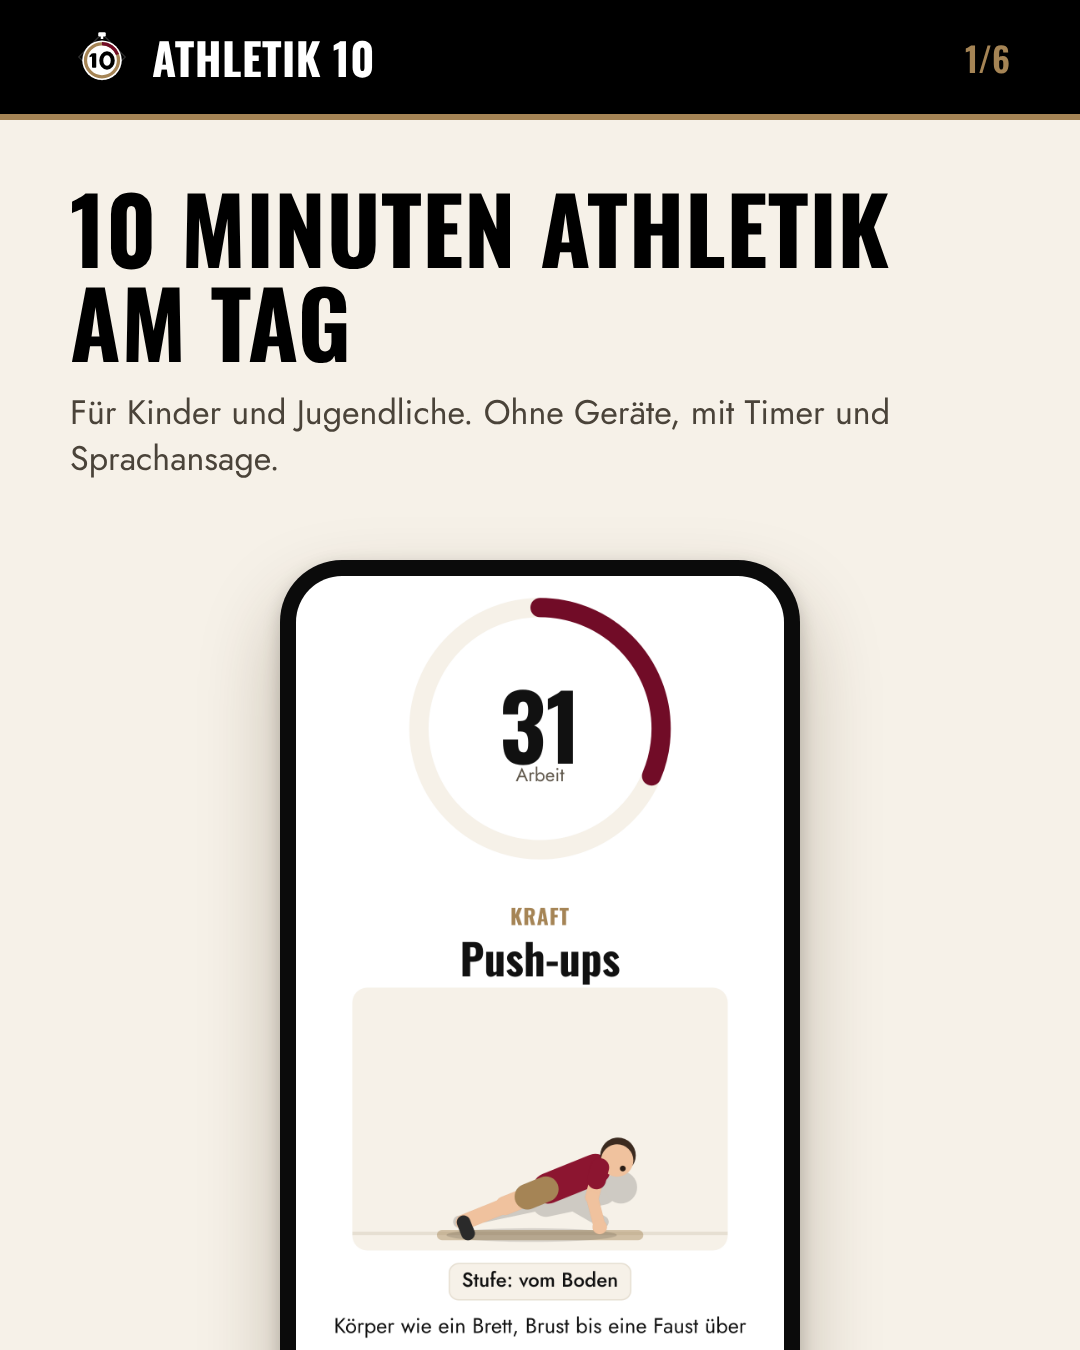 10 ATHLETIK 10
1/6
10 MINUTEN ATHLETIK
AM TAG
Für Kinder und Jugendliche. Ohne Geräte, mit Timer und
Sprachansage.
31
Arbeit
KRAFT
Push-ups
Stufe: vom Boden
Körper wie ein Brett, Brust bis eine Faust über